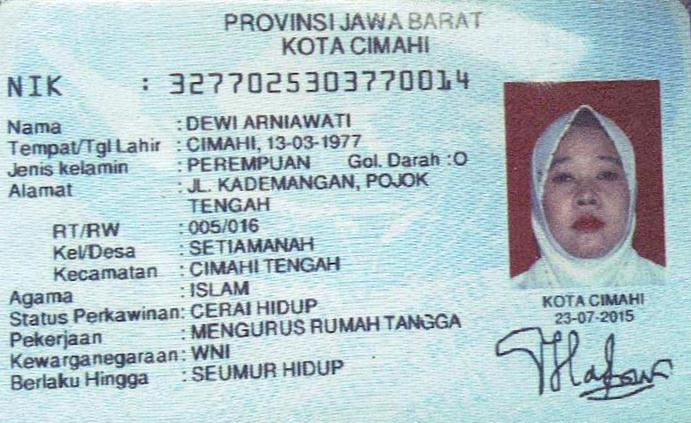 PROVINSI JAWA BARAT
KOTA CIMAHI
NIK : 3277025303770014
Nama : DEWI ARNIAWATI
Tempat/Tgl Lahir : CIMAHI, 13-03-1977
Jenis kelamin : PEREMPUAN Gol. Darah :O
Alamat : JL. KADEMANGAN, POJOK
TENGAH
RT/RW : 005/016
Kel/Desa : SETIAMANAH
Kecamatan : CIMAHI TENGAH
Agama : ISLAM
Status Perkawinan: CERAI HIDUP
Pekerjaan : MENGURUS RUMAH TANGGA
Kewarganegaraan: WNI
Berlaku Hingga : SEUMUR HIDUP
KOTA CIMAHI
23-07-2015